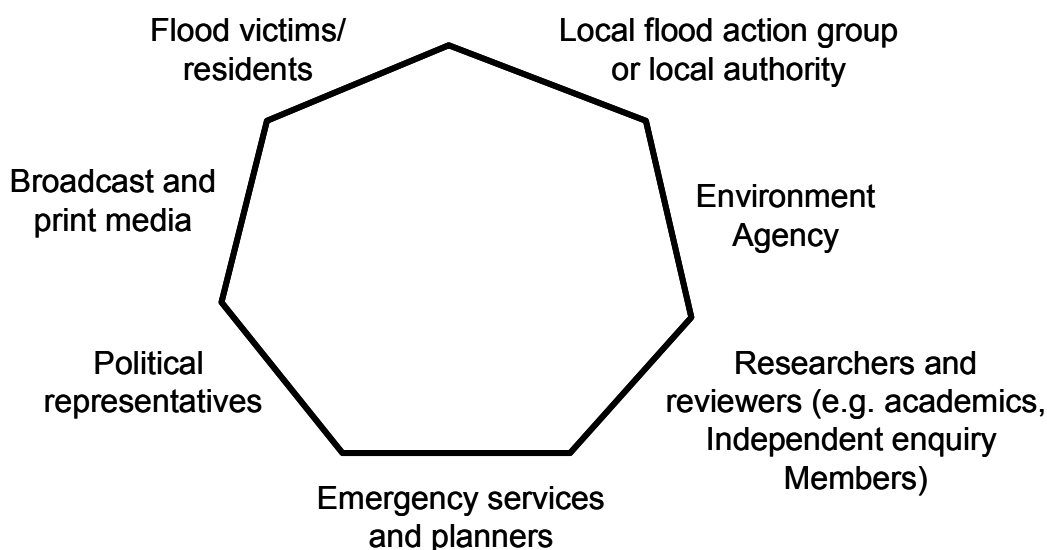 Flood victims/
residents
Local flood action group
or local authority
Broadcast and
print media
Environment
Agency
Political
representatives
Researchers and
reviewers (e.g. academics,
Independent enquiry
Members)
Emergency services
and planners